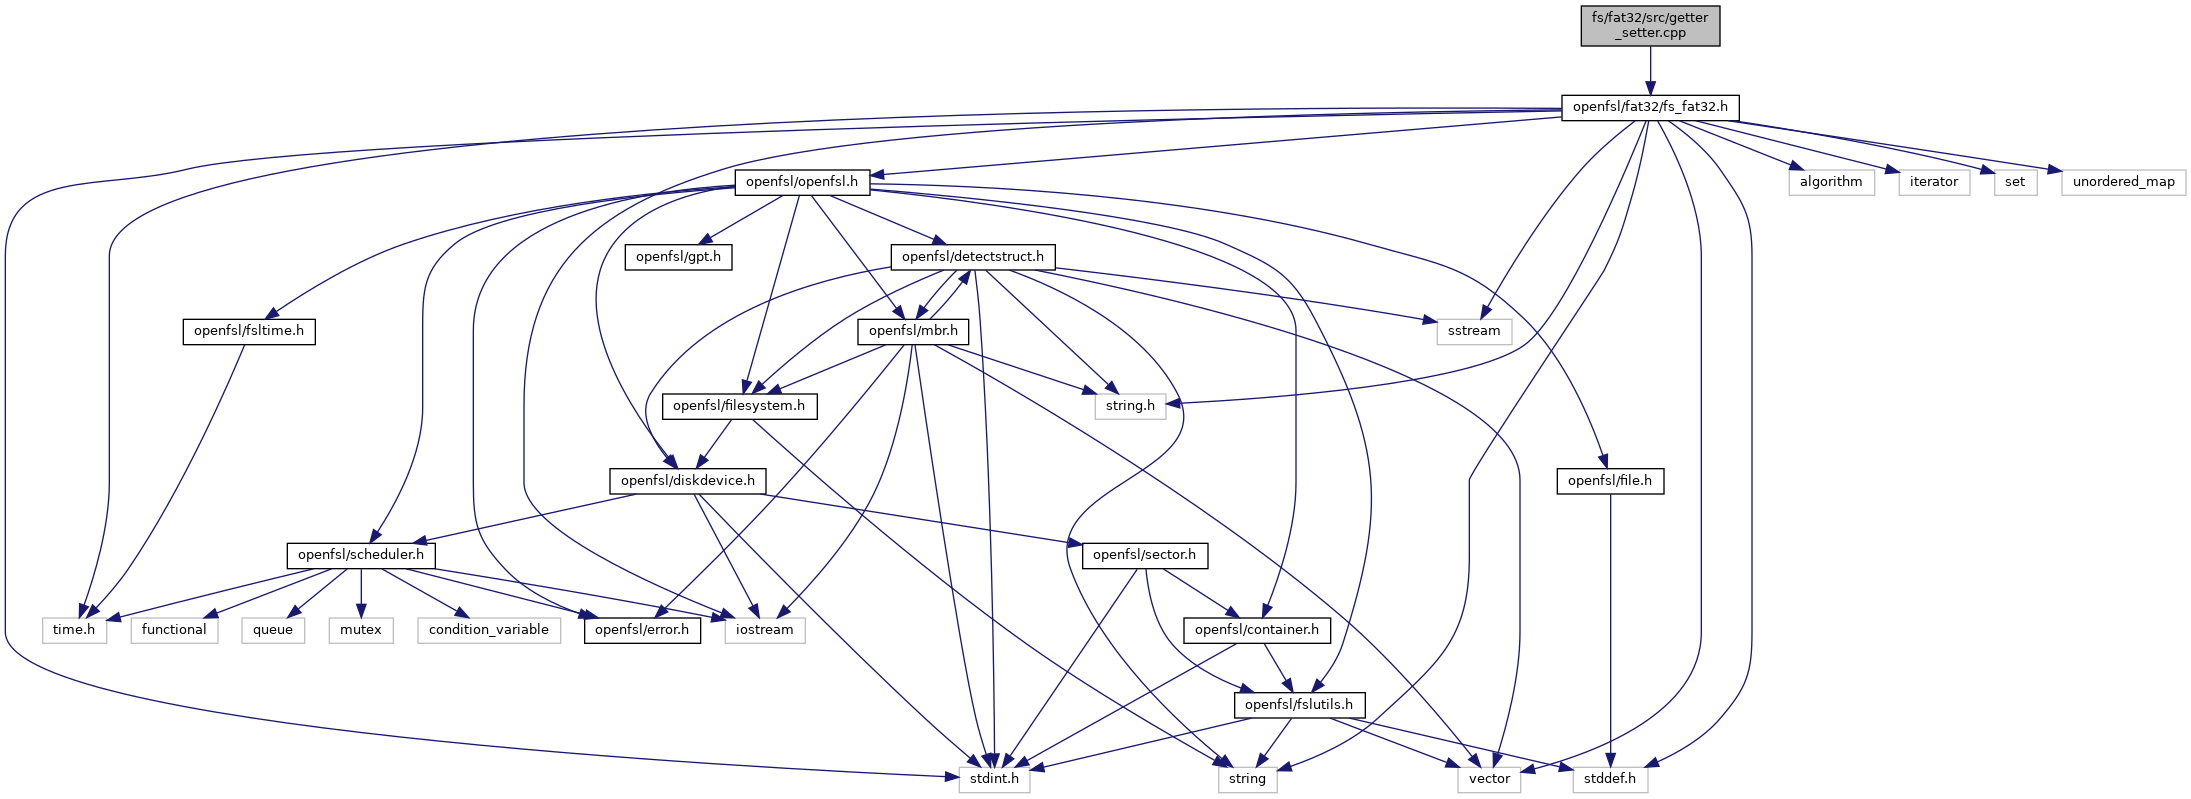 fs/fat32/src/getter
_setter.cpp
openfsl/fat32/fs_fat32.h
openfsl/openfsl.h
algorithm
iterator
set
unordered_map
openfsl/gpt.h
openfsl/detectstruct.h
openfsl/fsltime.h
openfsl/mbr.h
sstream
openfsl/filesystem.h
string.h
openfsl/diskdevice.h
openfsl/file.h
openfsl/scheduler.h
openfsl/sector.h
time.h
functional
queue
mutex
condition_variable
openfsl/error.h
iostream
openfsl/container.h
openfsl/fslutils.h
stdint.h
string
vector
stddef.h